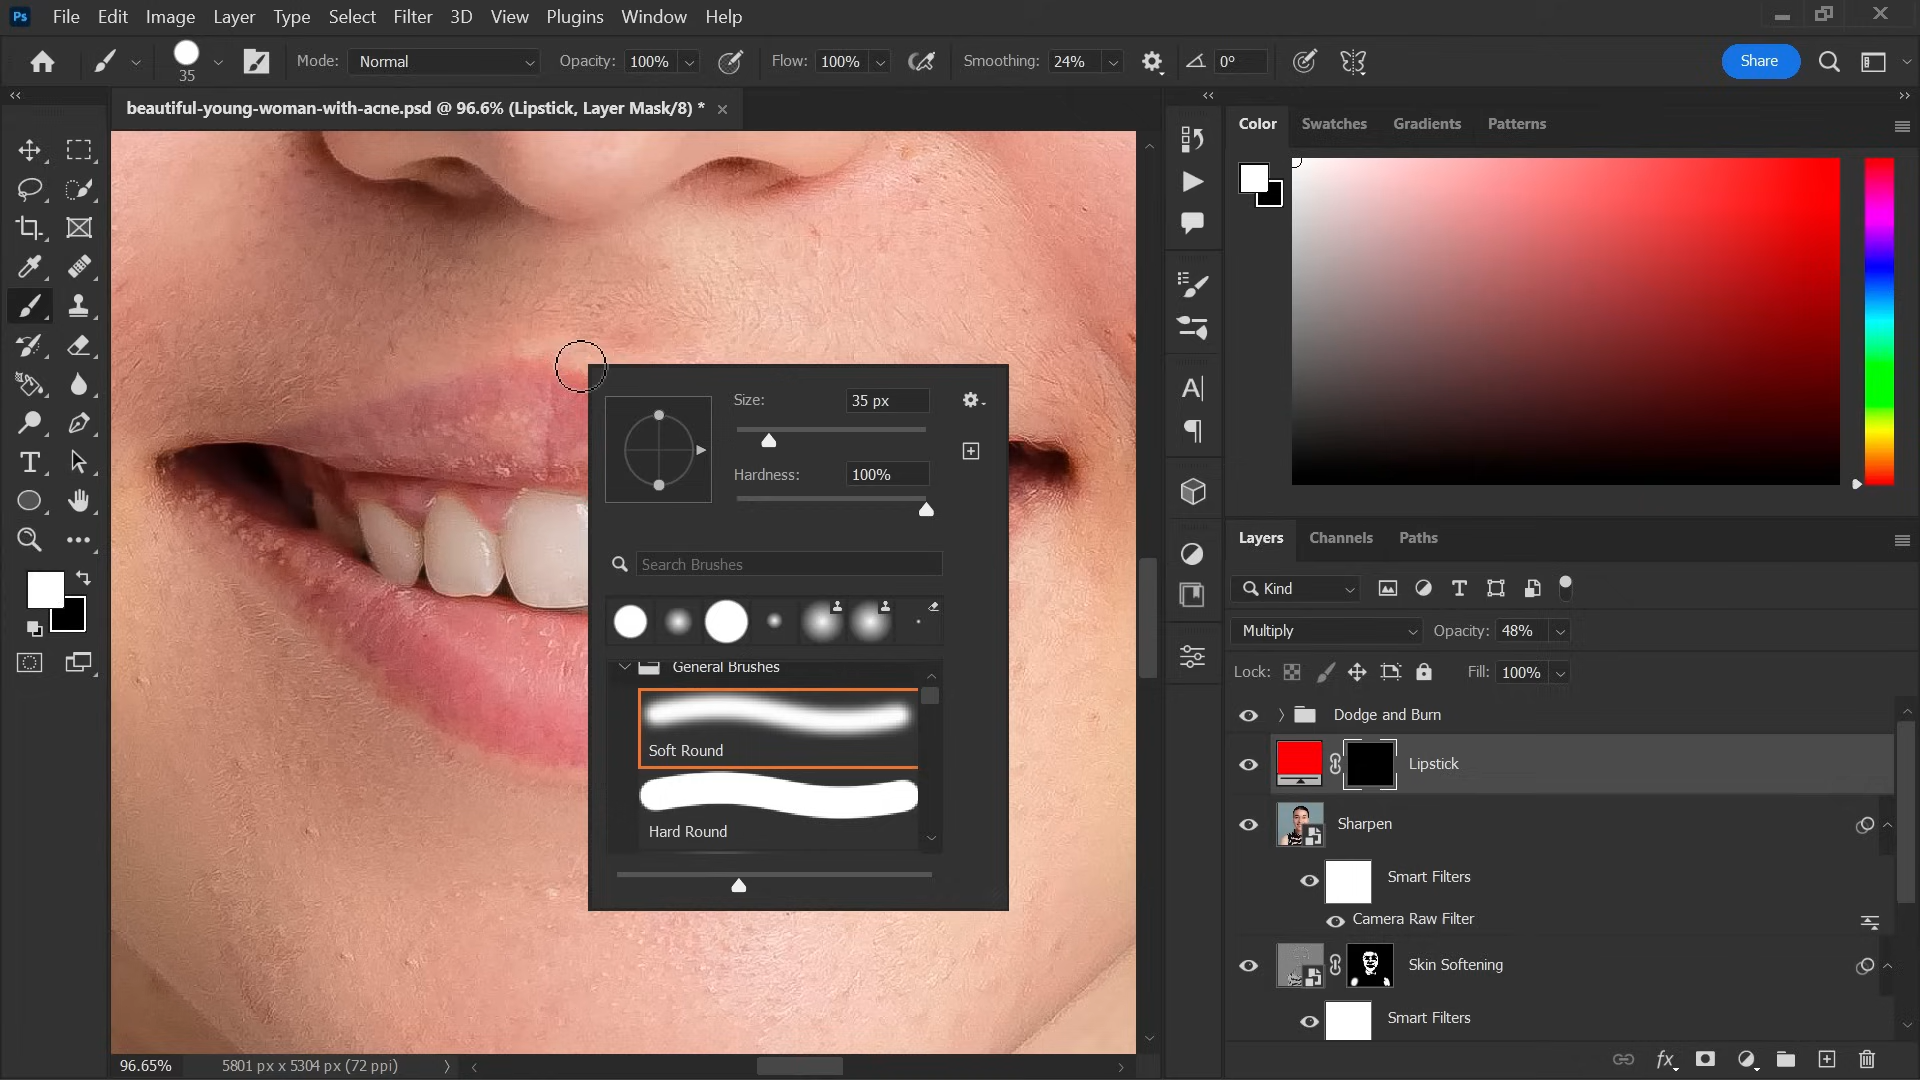 Ps File Edit Image Layer Type Select Filter 3D View Plugins Window Help
35 Mode: Normal Opacity: 100% Flow: 100% Smoothing: 24% 0° Share
beautiful-young-woman-with-acne.psd @ 96.6% (Lipstick, Layer Mask/8) *
Color Swatches Gradients Patterns
Size: 35 px
Hardness: 100%
Search Brushes
General Brushes
Soft Round
Hard Round
Layers Channels Paths
Kind
Multiply Opacity: 48%
Lock: Fill: 100%
Dodge and Burn
Lipstick
Sharpen
Smart Filters
Camera Raw Filter
Skin Softening
Smart Filters
fx
96.65% 5801 px x 5304 px (72 ppi)